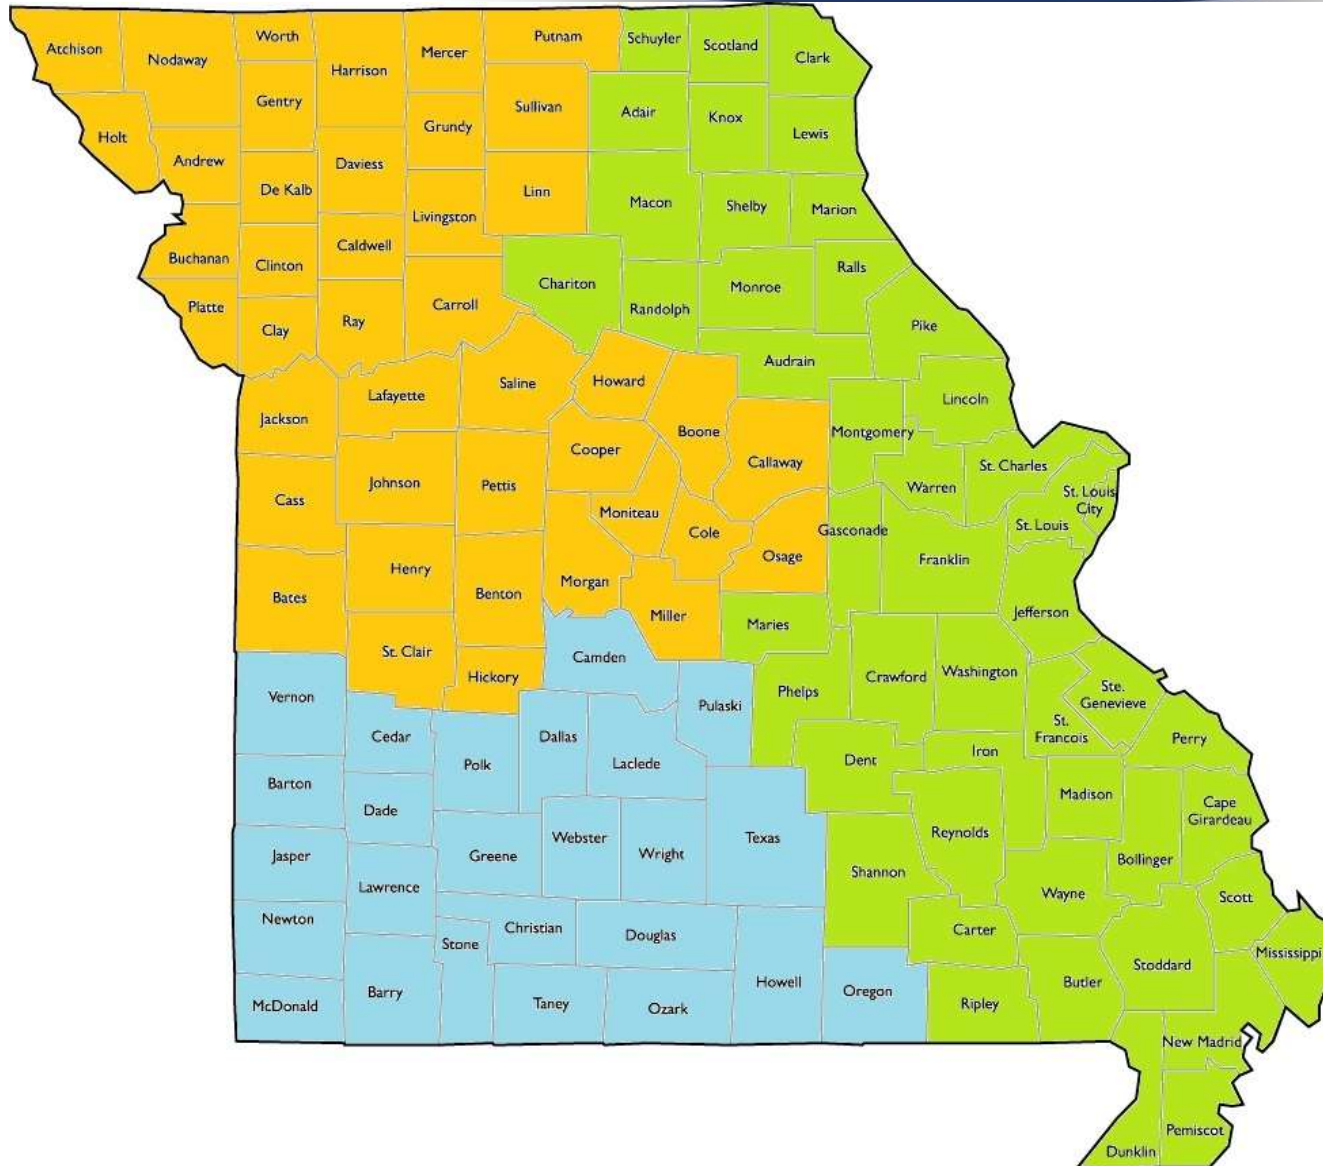 Atchison
Nodaway
Worth
Harrison
Mercer
Putnam
Schuyler
Scotland
Clark
Gentry
Sullivan
Adair
Knox
Holt
Andrew
Grundy
Lewis
De Kalb
Daviess
Linn
Macon
Shelby
Marion
Livingston
Buchanan
Clinton
Caldwell
Chariton
Ralls
Monroe
Platte
Clay
Ray
Carroll
Randolph
Pike
Audrain
Lafayette
Saline
Howard
Lincoln
Jackson
Boone
Montgomery
Cooper
Callaway
St. Charles
Cass
Johnson
Pettis
Warren
St. Louis
City
Moniteau
Cole
Gasconade
St. Louis
Osage
Franklin
Bates
Henry
Benton
Morgan
Miller
Maries
Jefferson
St. Clair
Camden
Hickory
Crawford
Washington
Vernon
Pulaski
Phelps
Ste.
Genevieve
St.
Francois
Cedar
Polk
Dallas
Laclede
Dent
Iron
Perry
Barton
Dade
Madison
Cape
Girardeau
Jasper
Greene
Webster
Wright
Texas
Reynolds
Bollinger
Lawrence
Shannon
Wayne
Scott
Newton
Stone
Christian
Douglas
Carter
Mississippi
McDonald
Barry
Taney
Ozark
Howell
Oregon
Ripley
Butler
Stoddard
New Madrid
Pemiscot
Dunklin